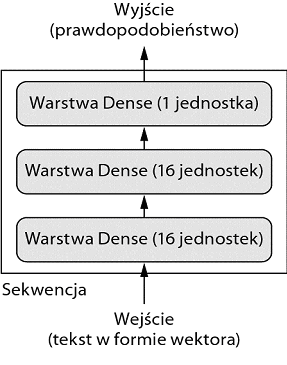 Wyjście
(prawdopodobieństwo)
Warstwa Dense (1 jednostka)
Warstwa Dense (16 jednostek)
Warstwa Dense (16 jednostek)
Sekwencja
Wejście
(tekst w formie wektora)